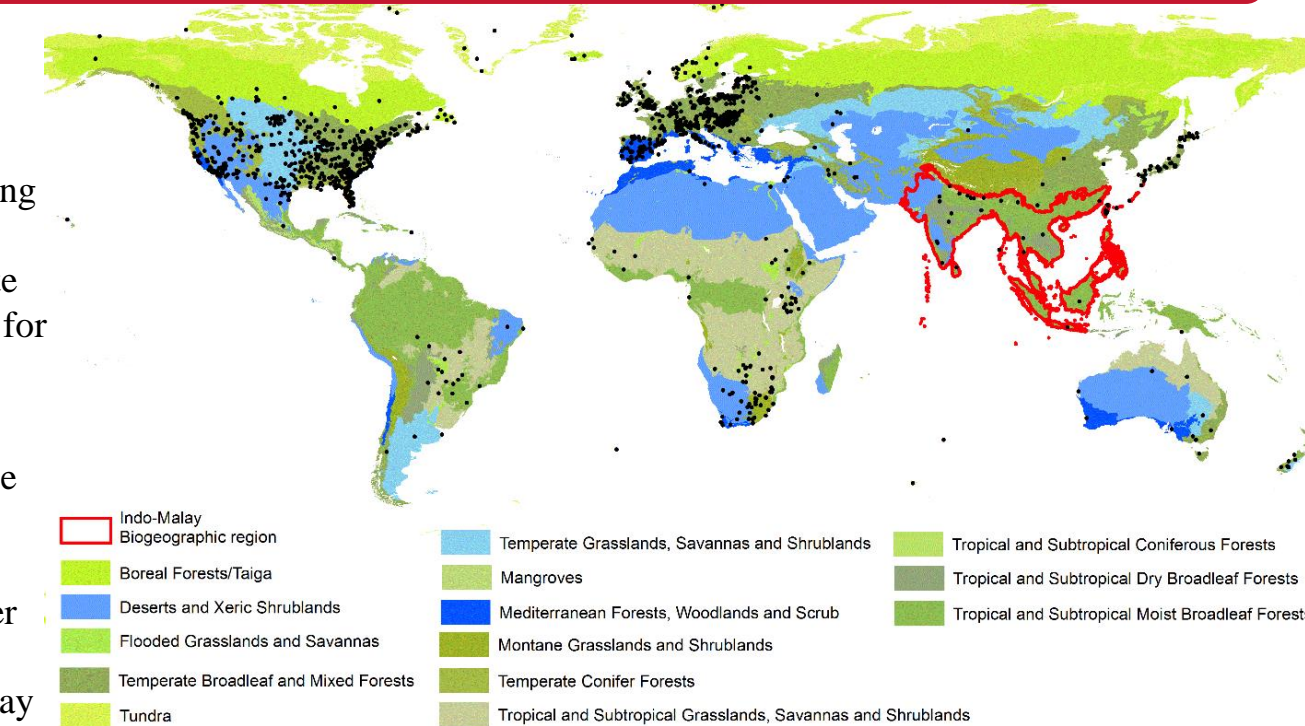 ing
for
er
ay
Indo-Malay
Biogeographic region
Boreal Forests/Taiga
Deserts and Xeric Shrublands
Flooded Grasslands and Savannas
Temperate Broadleaf and Mixed Forests
Tundra
Temperate Grasslands, Savannas and Shrublands
Mangroves
Mediterranean Forests, Woodlands and Scrub
Montane Grasslands and Shrublands
Temperate Conifer Forests
Tropical and Subtropical Grasslands, Savannas and Shrublands
Tropical and Subtropical Coniferous Forests
Tropical and Subtropical Dry Broadleaf Forests
Tropical and Subtropical Moist Broadleaf Forests